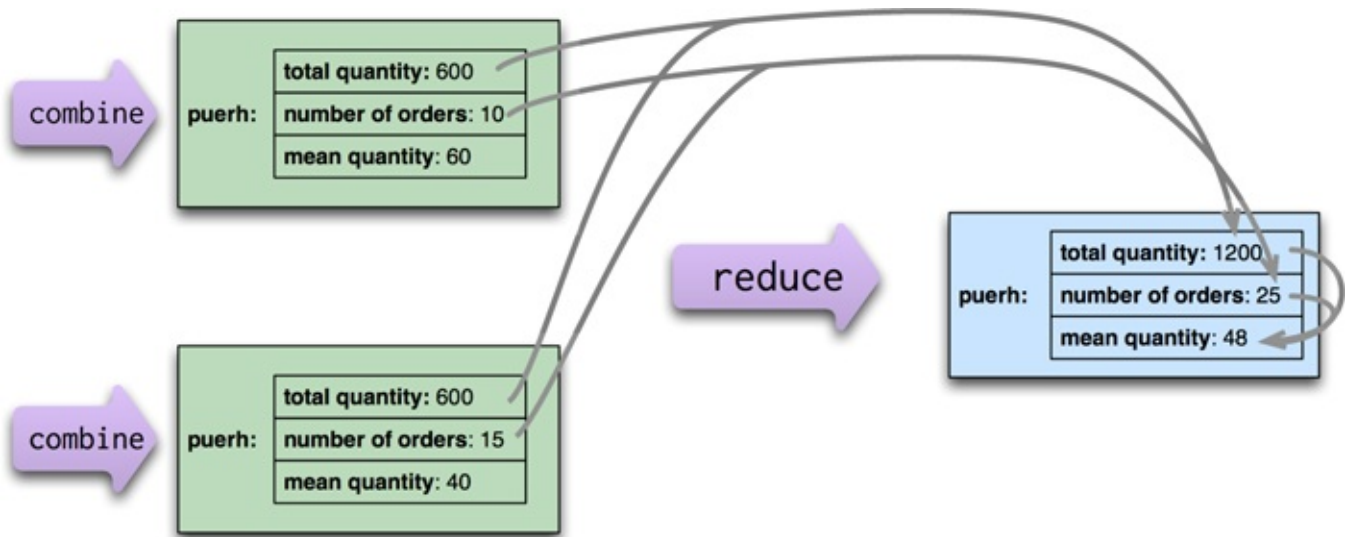 combine
puerh:
total quantity: 600
number of orders: 10
mean quantity: 60
combine
puerh:
total quantity: 600
number of orders: 15
mean quantity: 40
reduce
puerh:
total quantity: 1200
number of orders: 25
mean quantity: 48